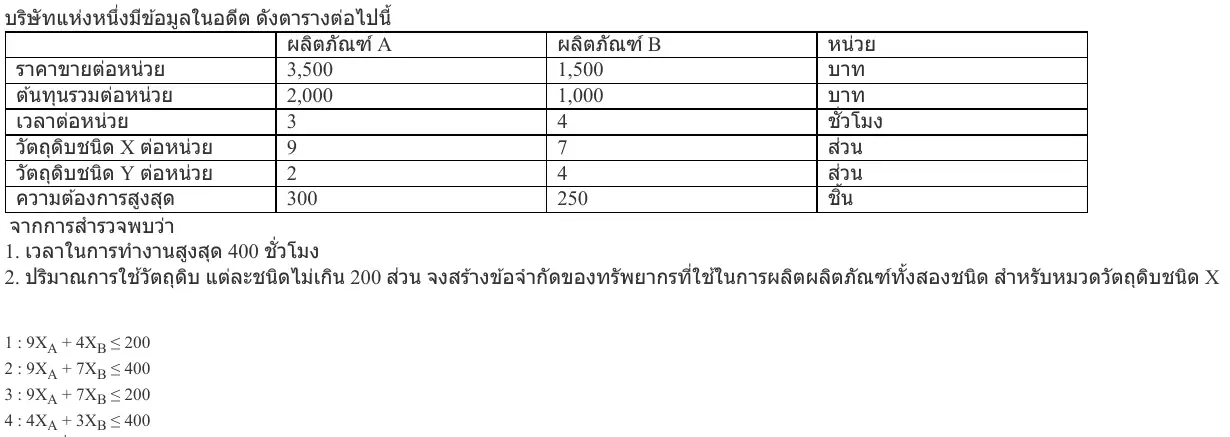 บริษัทแห่งหนึ่งมีข้อมูลในอดีต ดังตารางต่อไปนี้
ผลิตภัณฑ์ A ผลิตภัณฑ์ B หน่วย
ราคาขายต่อหน่วย 3,500 1,500 บาท
ต้นทุนรวมต่อหน่วย 2,000 1,000 บาท
เวลาต่อหน่วย 3 4 ชั่วโมง
วัตถุดิบชนิด X ต่อหน่วย 9 7 ส่วน
วัตถุดิบชนิด Y ต่อหน่วย 2 4 ส่วน
ความต้องการสูงสุด 300 250 ชิ้น
จากการสำรวจพบว่า
1. เวลาในการทำงานสูงสุด 400 ชั่วโมง
2. ปริมาณการใช้วัตถุดิบ แต่ละชนิดไม่เกิน 200 ส่วน จงสร้างข้อจำกัดของทรัพยากรที่ใช้ในการผลิตผลิตภัณฑ์ทั้งสองชนิด สำหรับหมวดวัตถุดิบชนิด X
1 : 9XA + 4XB ≤ 200
2 : 9XA + 7XB ≤ 400
3 : 9XA + 7XB ≤ 200
4 : 4XA + 3XB ≤ 400